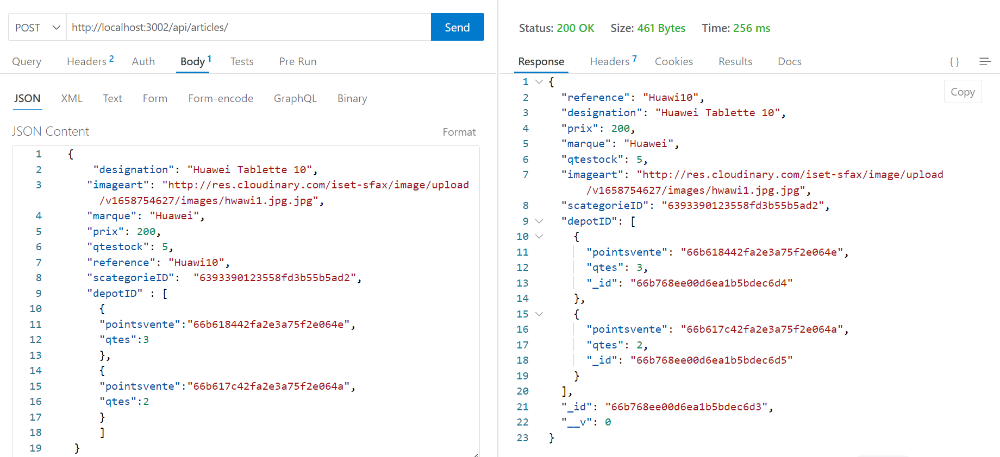 POST http://localhost:3002/api/articles/ Send
Query Headers 2 Auth Body 1 Tests Pre Run
JSON XML Text Form Form-encode GraphQL Binary
JSON Content Format
1 {
2 "designation": "Huawei Tablette 10",
3 "imageart": "http://res.cloudinary.com/iset-sfax/image/upload
/v1658754627/images/hwawi1.jpg.jpg",
4 "marque": "Huawei",
5 "prix": 200,
6 "qtestock": 5,
7 "reference": "Huawi10",
8 "scategorieID":  "6393390123558fd3b55b5ad2",
9 "depotID" : [
10 {
11 "pointsvente":"66b618442fa2e3a75f2e064e",
12 "qtes":3
13 },
14 {
15 "pointsvente":"66b617c42fa2e3a75f2e064a",
16 "qtes":2
17 }
18 ]
19 }
Status: 200 OK Size: 461 Bytes Time: 256 ms
Response Headers 7 Cookies Results Docs { }
Copy
1 {
2 "reference": "Huawi10",
3 "designation": "Huawei Tablette 10",
4 "prix": 200,
5 "marque": "Huawei",
6 "qtestock": 5,
7 "imageart": "http://res.cloudinary.com/iset-sfax/image/upload
/v1658754627/images/hwawi1.jpg.jpg",
8 "scategorieID": "6393390123558fd3b55b5ad2",
9 "depotID": [
10 {
11 "pointsvente": "66b618442fa2e3a75f2e064e",
12 "qtes": 3,
13 "_id": "66b768ee00d6ea1b5bdec6d4"
14 },
15 {
16 "pointsvente": "66b617c42fa2e3a75f2e064a",
17 "qtes": 2,
18 "_id": "66b768ee00d6ea1b5bdec6d5"
19 }
20 ],
21 "_id": "66b768ee00d6ea1b5bdec6d3",
22 "__v": 0
23 }